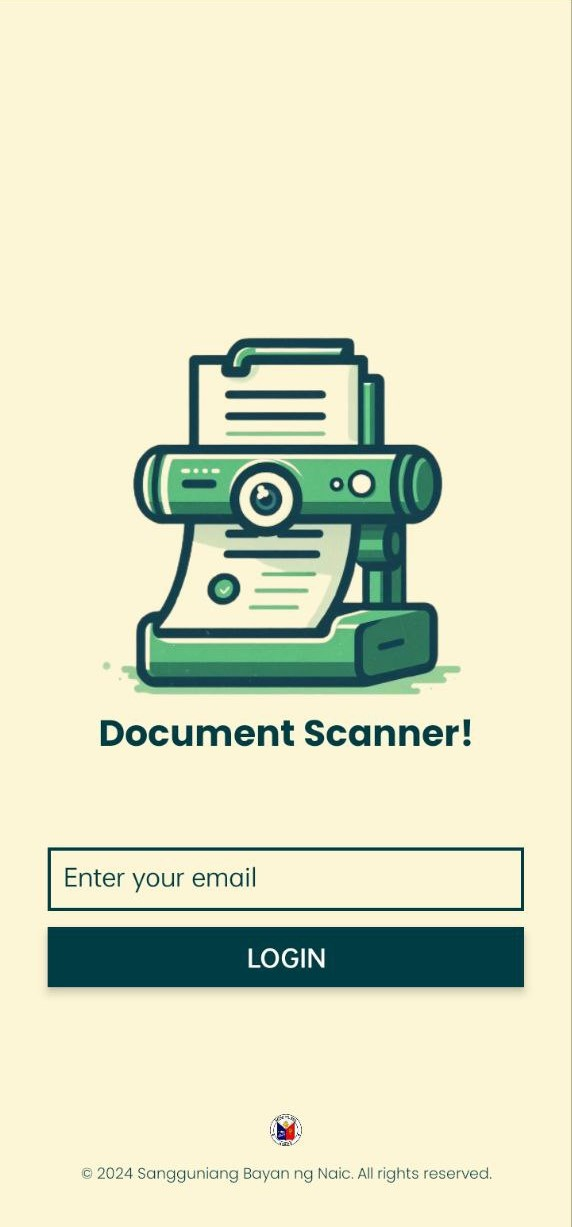 Document Scanner!
Enter your email
LOGIN
© 2024 Sangguniang Bayan ng Naic. All rights reserved.